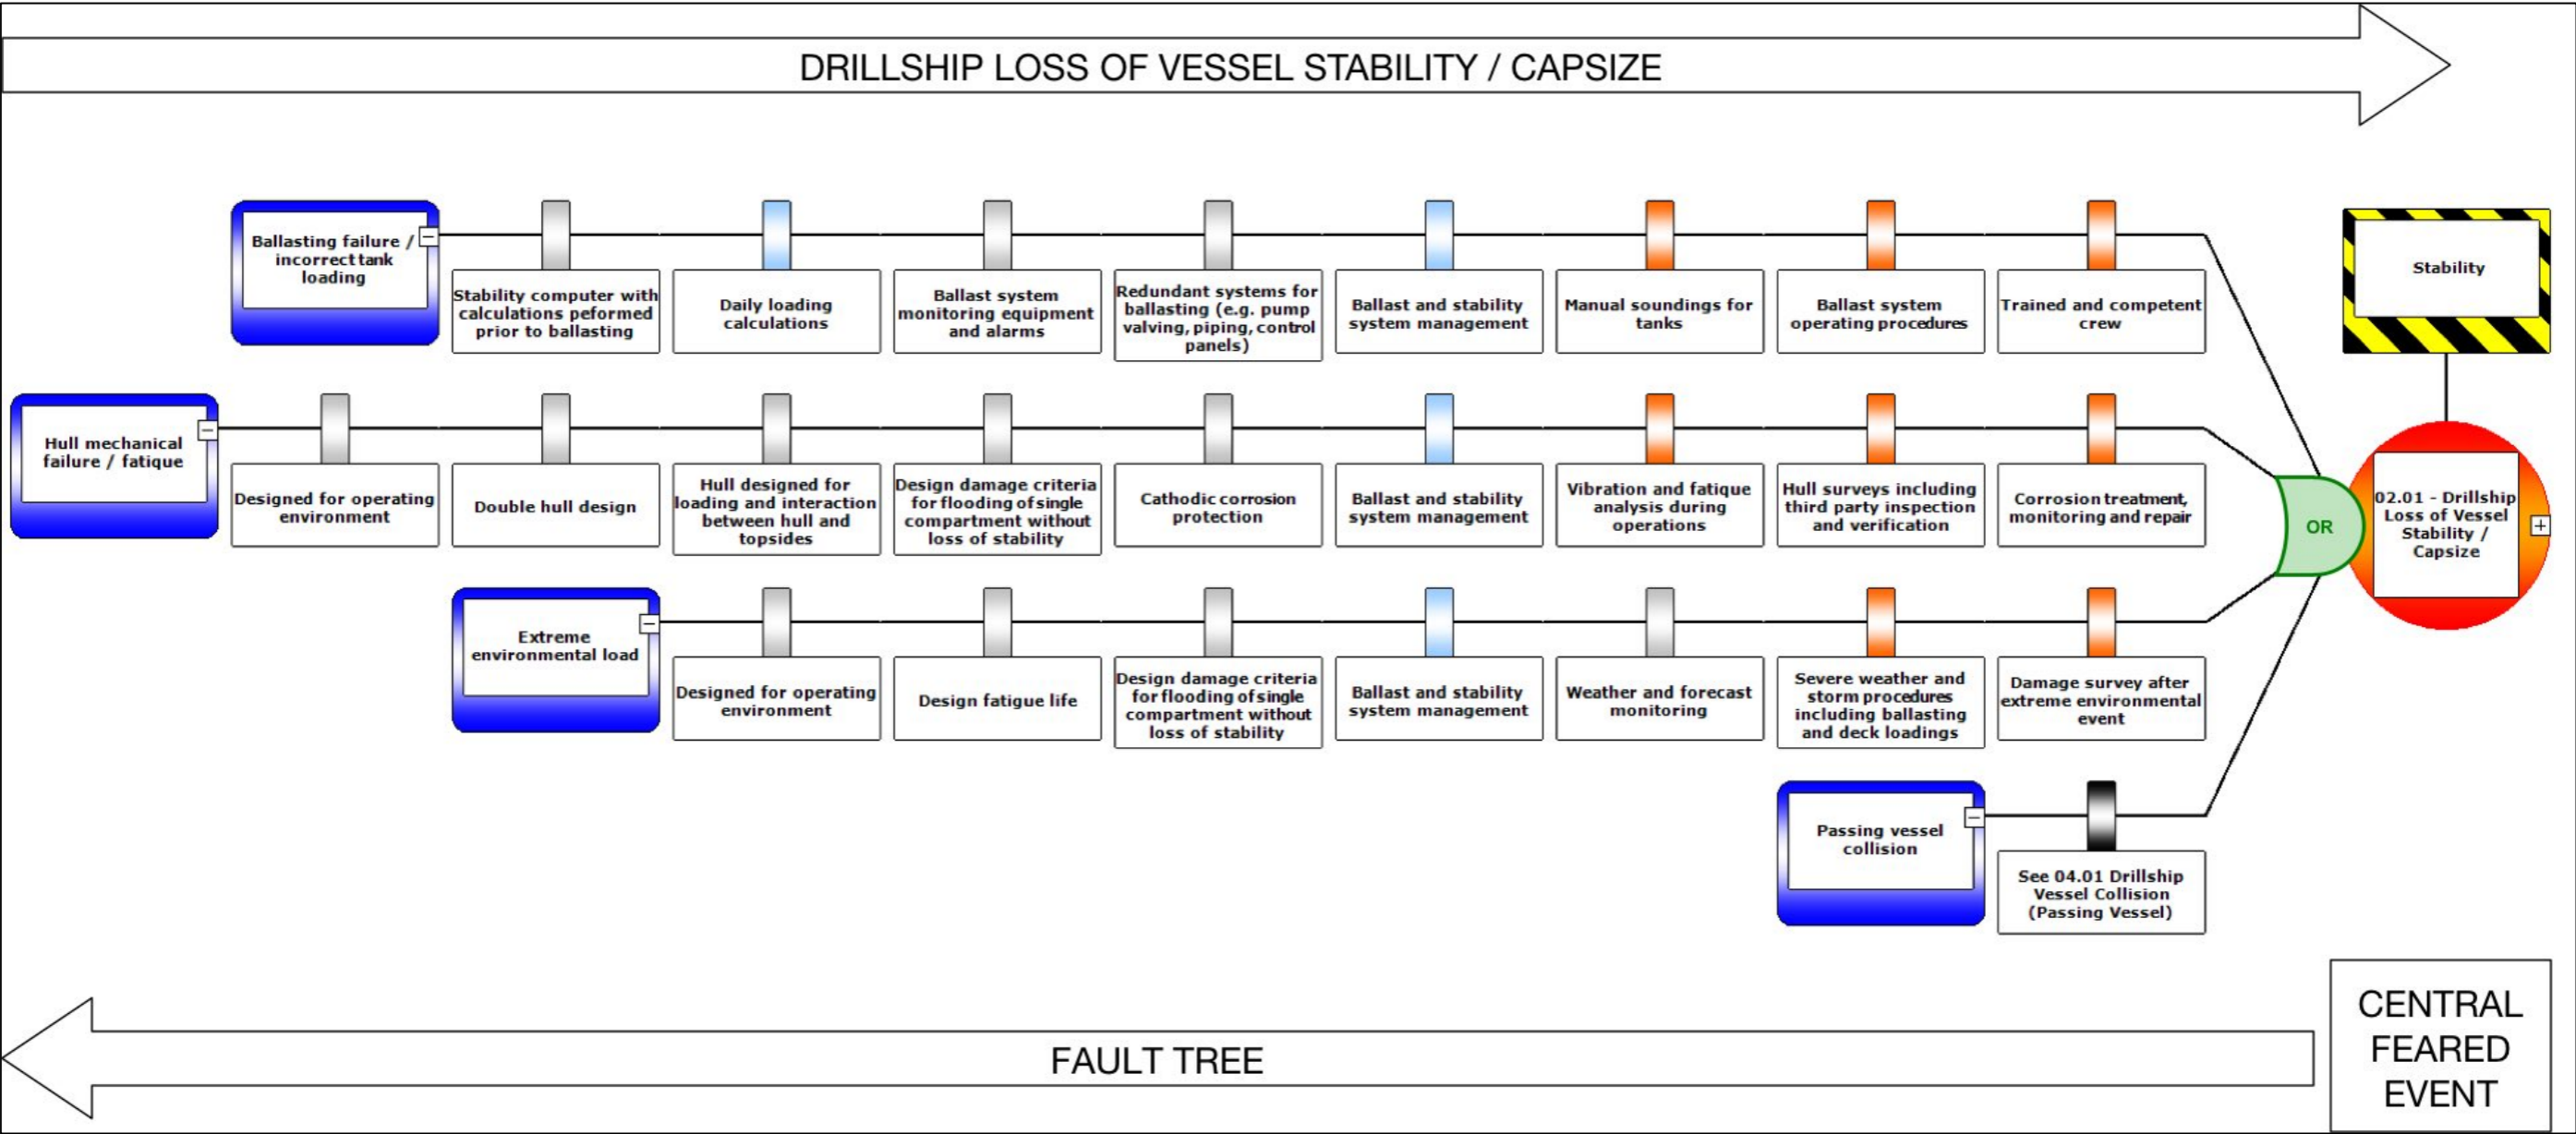 DRILLSHIP LOSS OF VESSEL STABILITY / CAPSIZE
Ballasting failure /
incorrect tank
loading
Stability computer with
calculations peformed
prior to ballasting
Daily loading
calculations
Ballast system
monitoring equipment
and alarms
Redundant systems for
ballasting (e.g. pump
valving, piping, control
panels)
Ballast and stability
system management
Manual soundings for
tanks
Ballast system
operating procedures
Trained and competent
crew
Stability
Hull mechanical
failure / fatique
Designed for operating
environment
Double hull design
Hull designed for
loading and interaction
between hull and
topsides
Design damage criteria
for flooding of single
compartment without
loss of stability
Cathodic corrosion
protection
Ballast and stability
system management
Vibration and fatique
analysis during
operations
Hull surveys including
third party inspection
and verification
Corrosion treatment,
monitoring and repair
OR
02.01 - Drillship
Loss of Vessel
Stability /
Capsize
Extreme
environmental load
Designed for operating
environment
Design fatigue life
Design damage criteria
for flooding of single
compartment without
loss of stability
Ballast and stability
system management
Weather and forecast
monitoring
Severe weather and
storm procedures
including ballasting
and deck loadings
Damage survey after
extreme environmental
event
Passing vessel
collision
See 04.01 Drillship
Vessel Collision
(Passing Vessel)
FAULT TREE
CENTRAL
FEARED
EVENT